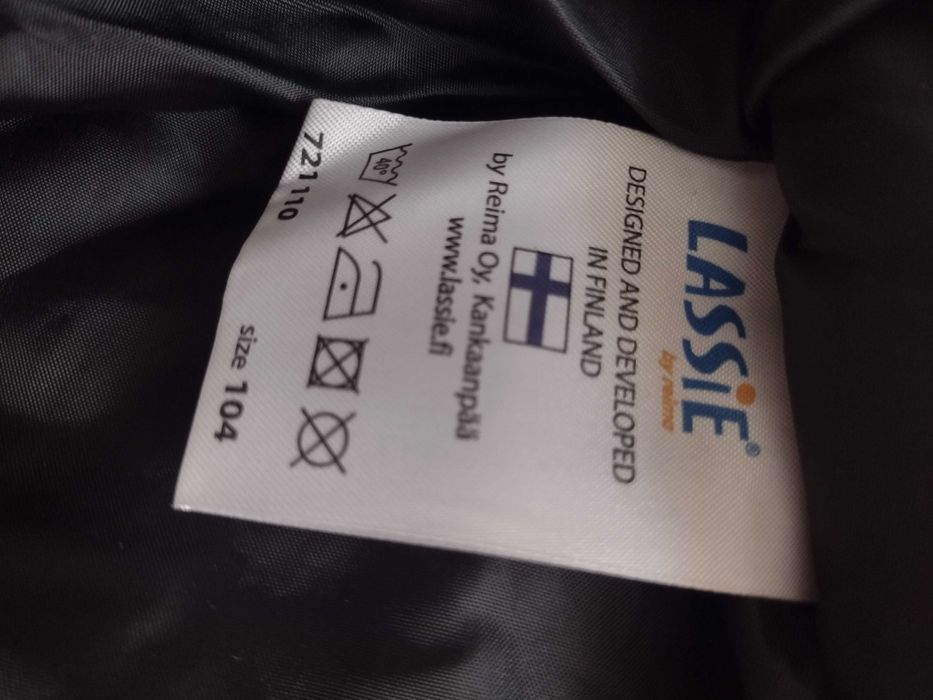 LASSiE®
by reima
DESIGNED AND DEVELOPED
IN FINLAND
by Reima Oy, Kankaanpää
www.lassie.fi
40°
721110
size 104